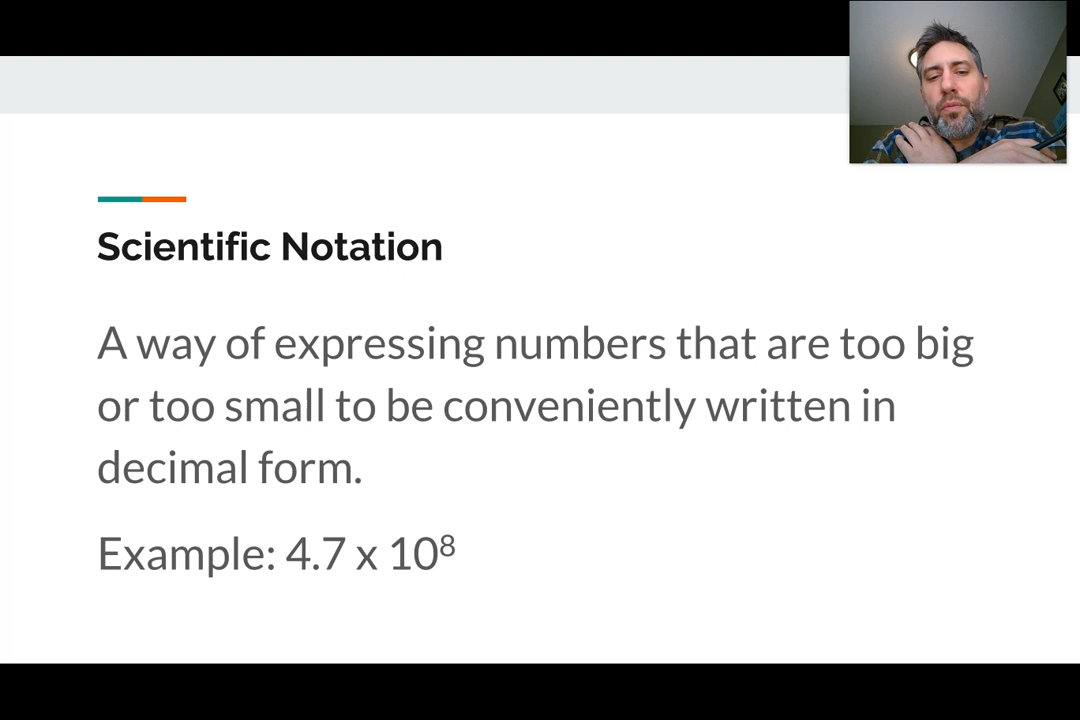 Scientific Notation
A way of expressing numbers that are too big
or too small to be conveniently written in
decimal form.
Example: 4.7 x 10⁸